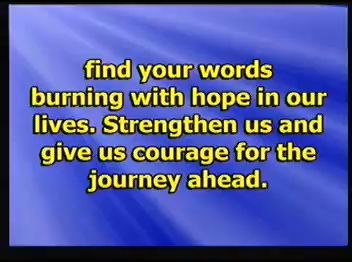 find your words
burning with hope in our
lives. Strengthen us and
give us courage for the
journey ahead.